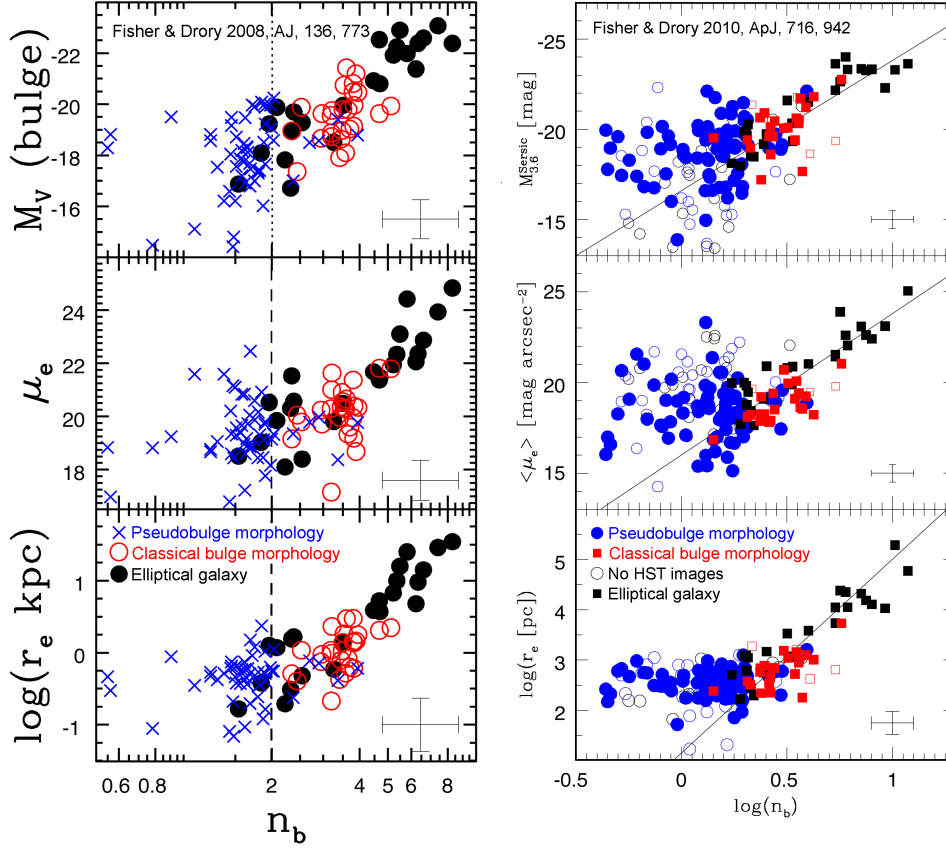 Fisher & Drory 2008, AJ, 136, 773
M_V (bulge)
-22
-20
-18
-16
μ_e
24
22
20
18
Pseudobulge morphology
Classical bulge morphology
Elliptical galaxy
log(r_e kpc)
1
0
-1
0.6
0.8
2
4
5
6
8
n_b
Fisher & Drory 2010, ApJ, 716, 942
M_3.6^Sersic [mag]
-25
-20
-15
<μ_e> [mag arcsec⁻²]
25
20
15
Pseudobulge morphology
Classical bulge morphology
No HST images
Elliptical galaxy
log(r_e [pc])
5
4
3
2
-0.5
0
0.5
1
log(n_b)